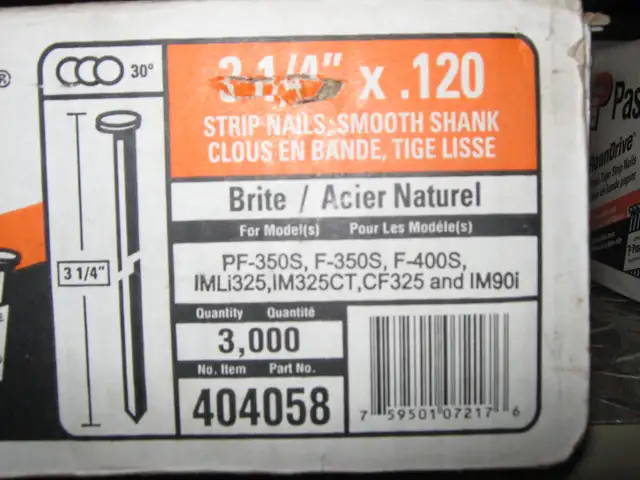 ®
30°
3 1/4" x .120
STRIP NAILS, SMOOTH SHANK
CLOUS EN BANDE, TIGE LISSE
Brite / Acier Naturel
For Model(s) Pour Les Modèle(s)
PF-350S, F-350S, F-400S,
IMLi325,IM325CT,CF325 and IM90i
3 1/4"
Quantity Quantité
3,000
No. Item Part No.
404058
7 59501 07217 6
Pas